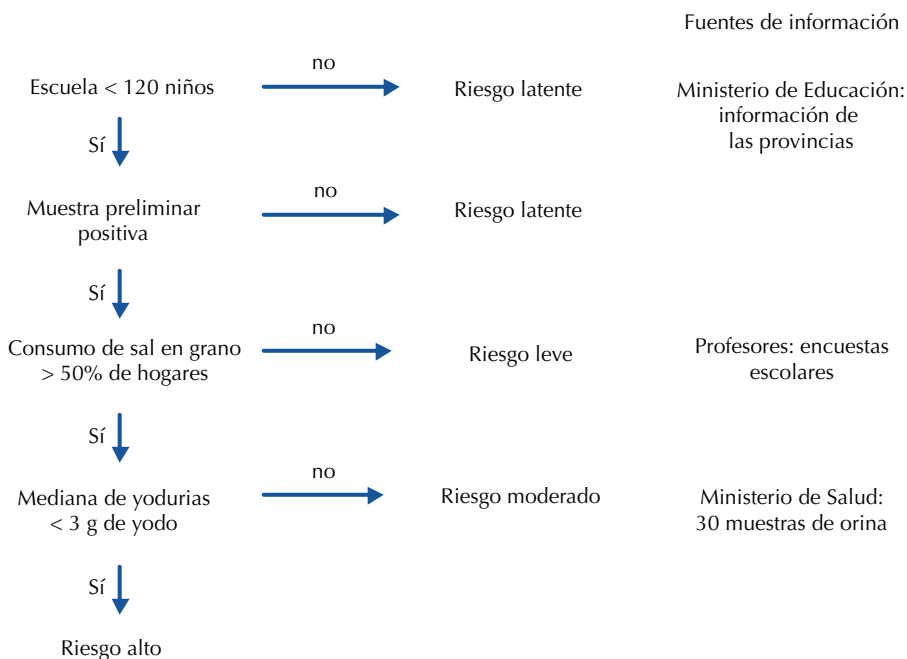 Fuentes de información
no
Escuela < 120 niños
Riesgo latente
Ministerio de Educación:
información de
las provincias
Sí
no
Muestra preliminar
positiva
Riesgo latente
Sí
no
Consumo de sal en grano
> 50% de hogares
Riesgo leve
Profesores: encuestas
escolares
Sí
no
Mediana de yodurias
< 3 g de yodo
Riesgo moderado
Ministerio de Salud:
30 muestras de orina
Sí
Riesgo alto